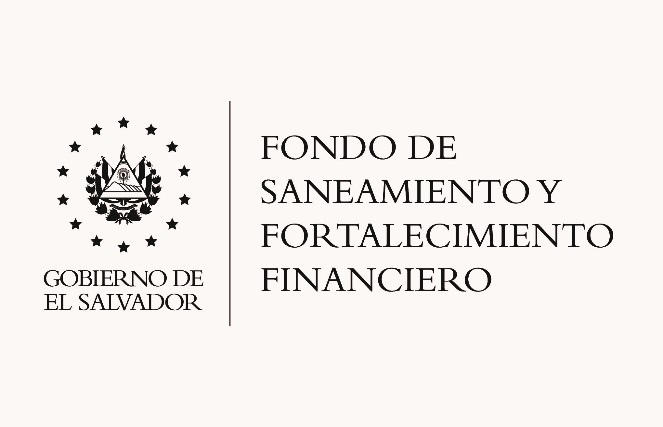 GOBIERNO DE
EL SALVADOR
FONDO DE
SANEAMIENTO Y
FORTALECIMIENTO
FINANCIERO